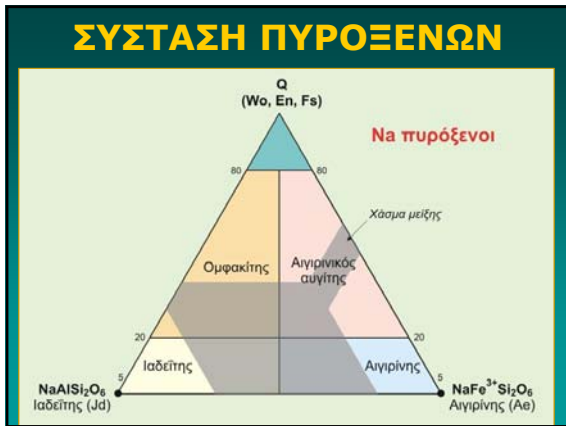 ΣΥΣΤΑΣΗ ΠΥΡΟΞΕΝΩΝ
Q
(Wo, En, Fs)
Na πυρόξενοι
80
80
Χάσμα μείξης
Ομφακίτης
Αιγιρινικός
αυγίτης
20
20
Ιαδεΐτης
Αιγιρίνης
5
5
NaAlSi₂O₆
Ιαδεΐτης (Jd)
NaFe³⁺Si₂O₆
Αιγιρίνης (Ae)